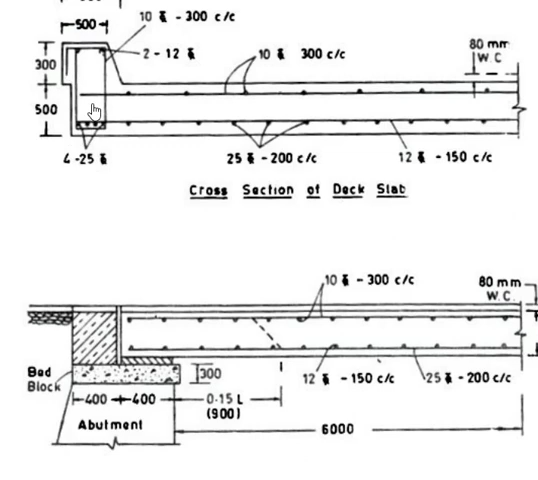 500
10 Φ - 300 c/c
2 - 12 Φ
10 Φ 300 c/c
80 mm
W.C
300
500
4 - 25 Φ
25 Φ - 200 c/c
12 Φ - 150 c/c
Cross Section of Deck Slab
10 Φ - 300 c/c
80 mm
W.C.
Bed
Block
300
12 Φ - 150 c/c
25 Φ - 200 c/c
400
400
0·15 L
(900)
Abutment
6000